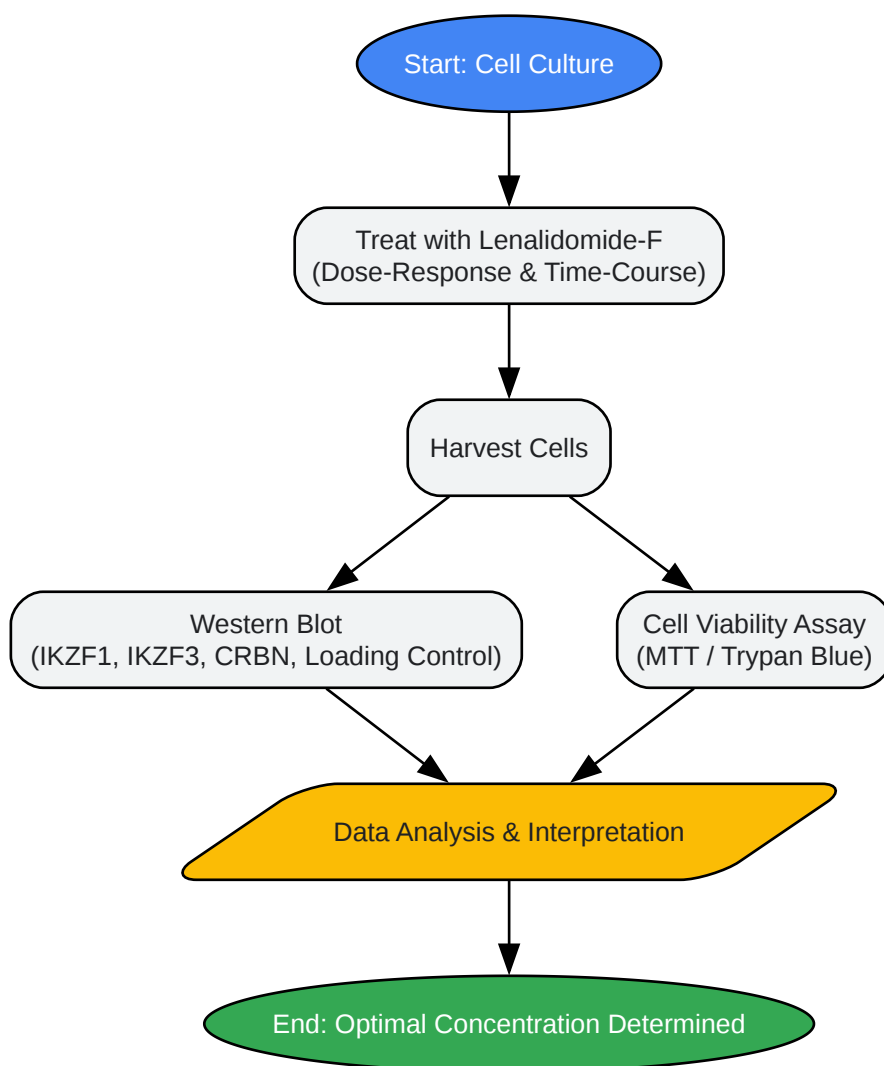 Start: Cell Culture
Treat with Lenalidomide-F
(Dose-Response & Time-Course)
Harvest Cells
Western Blot
(IKZF1, IKZF3, CRBN, Loading Control)
Cell Viability Assay
(MTT / Trypan Blue)
Data Analysis & Interpretation
End: Optimal Concentration Determined